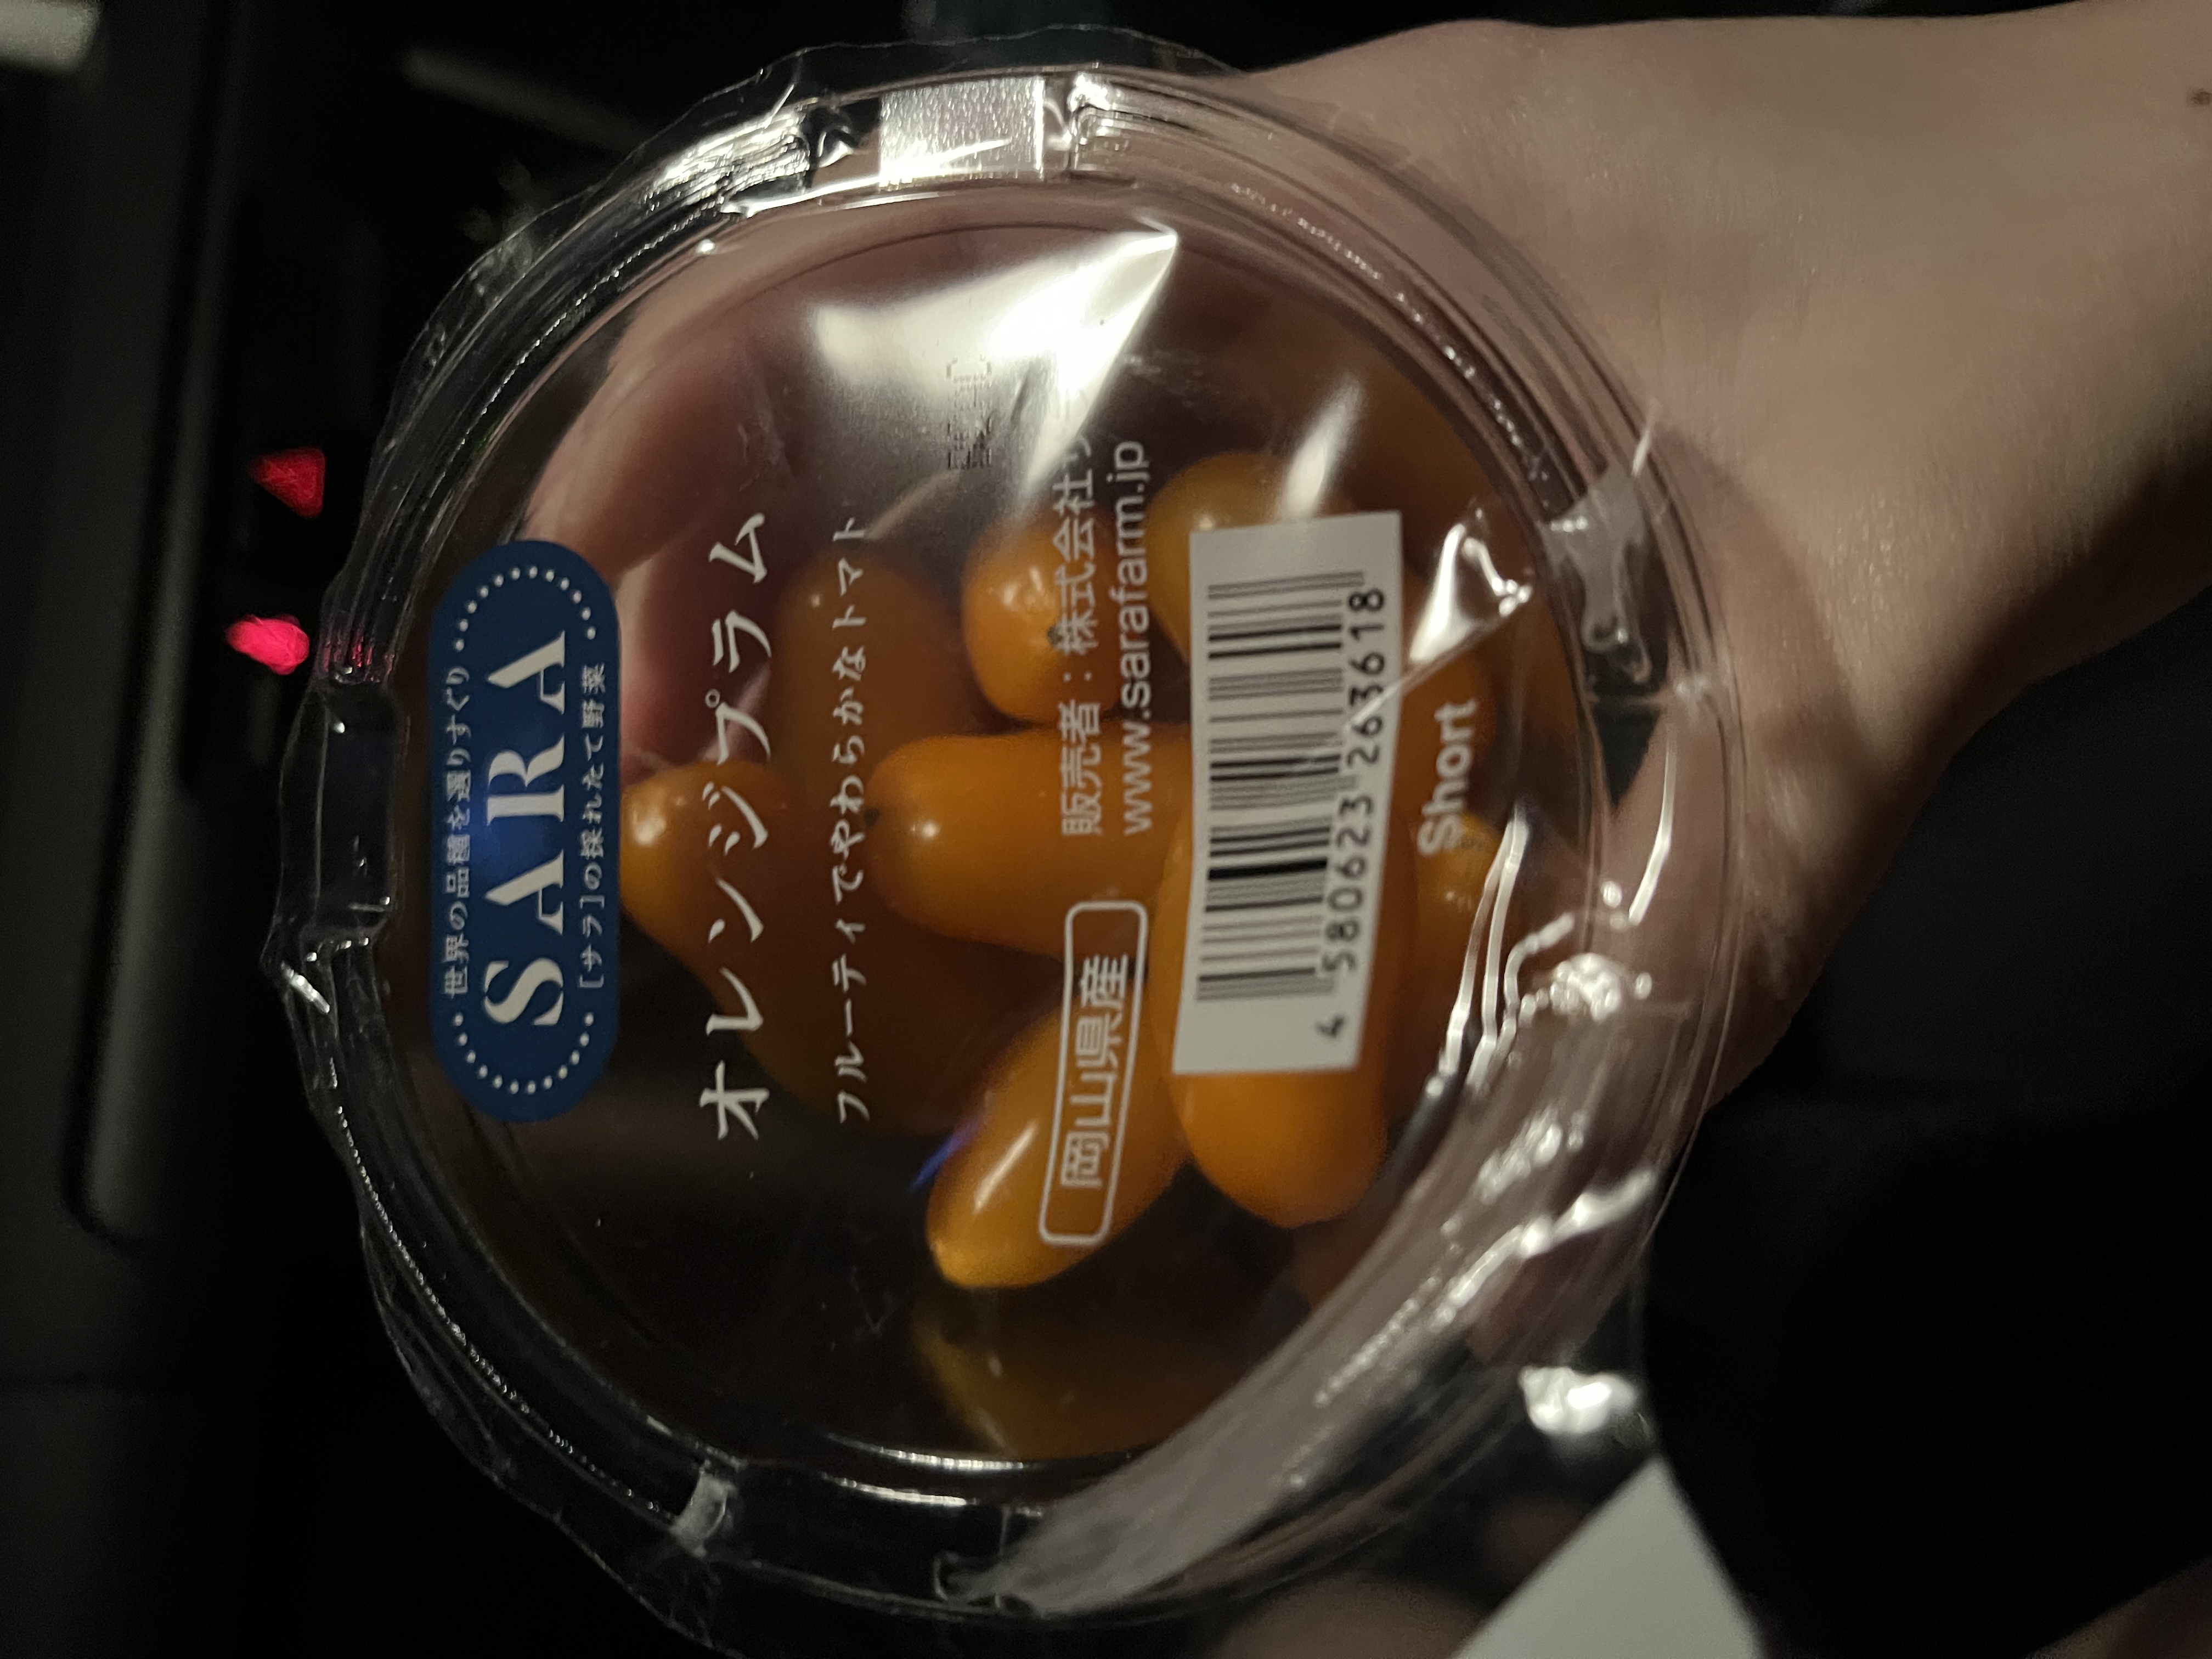 世界の品種を選りすぐり
SARA
[サラ]の採れたて野菜
オレンジプラム
フルーティでやわらかなトマト
岡山県産
販売者：株式会社サ
www.sarafarm.jp
4 580623 263618
Short